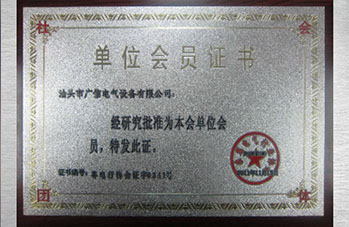 社 会
单位会员证书
汕头市广信电气设备有限公司:
经研究批准为本会单位会
员,特发此证。
团 体